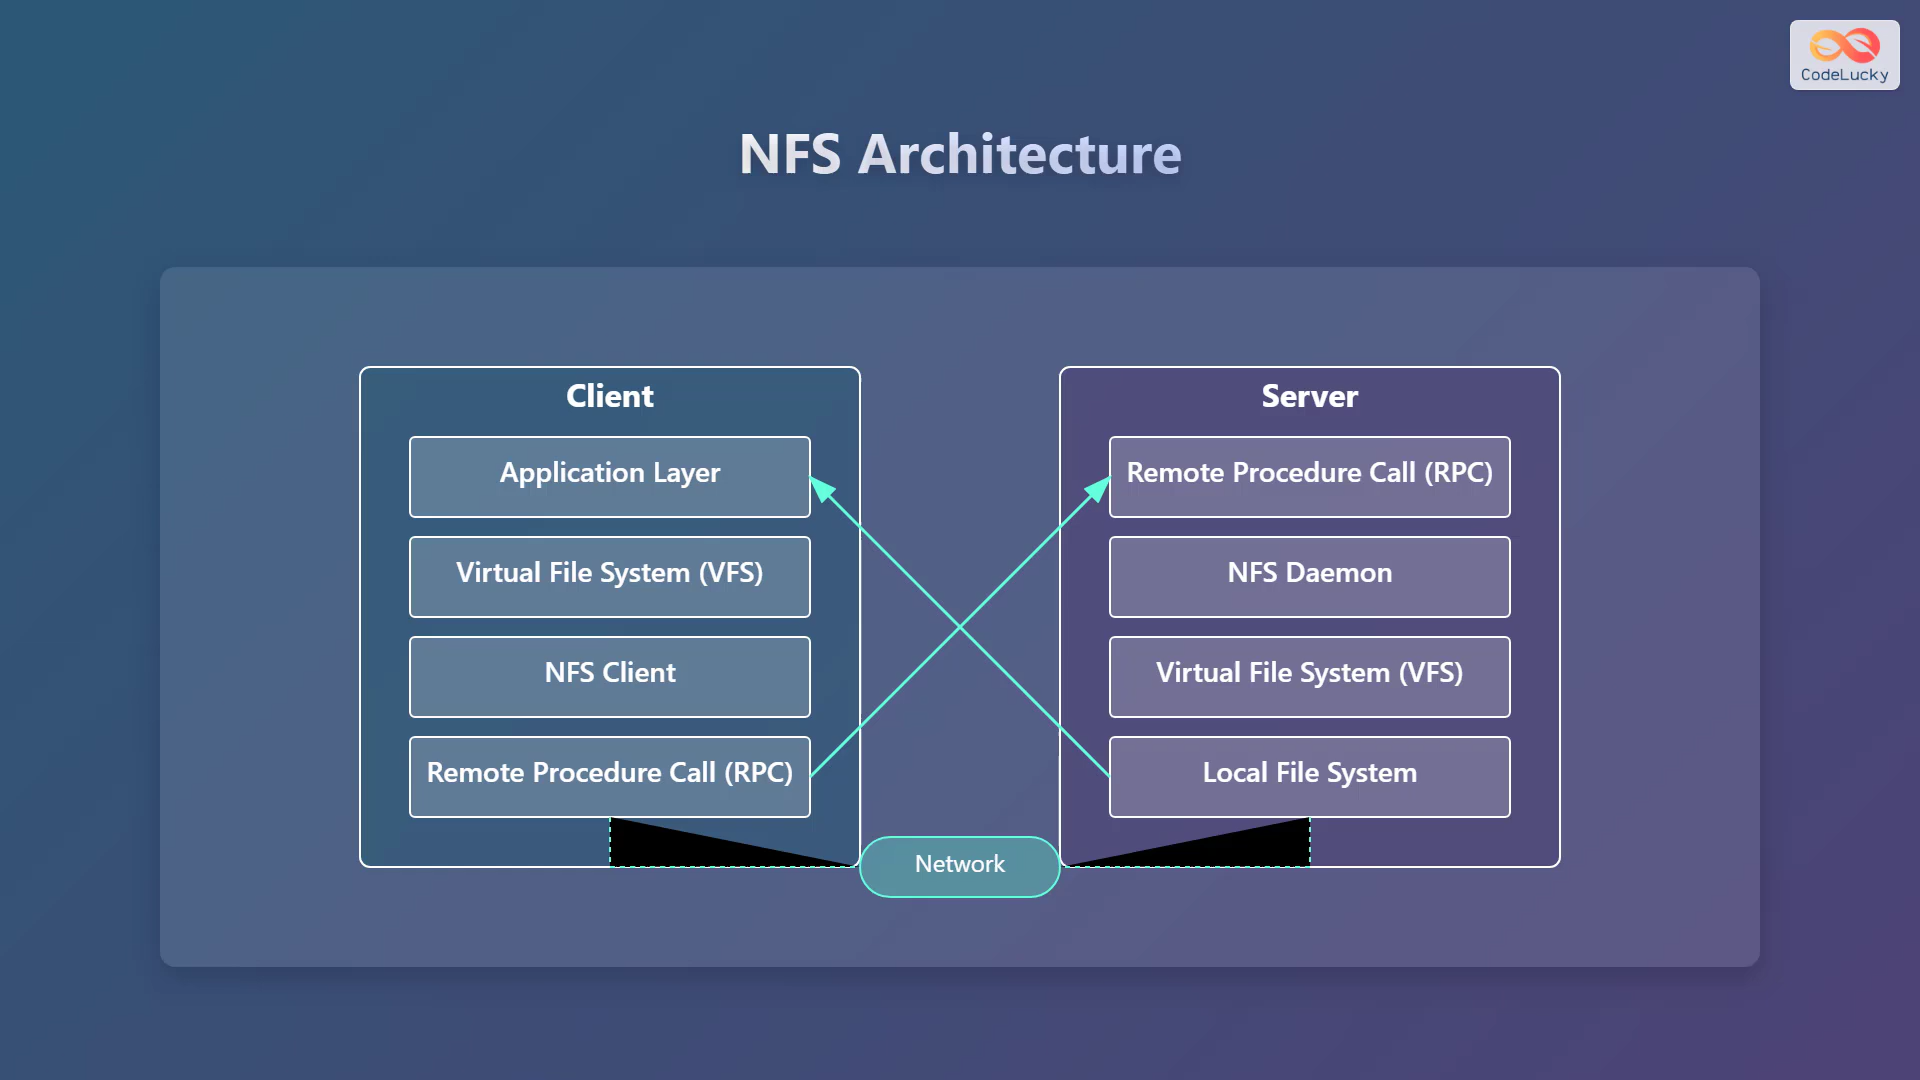 CodeLucky
NFS Architecture
Client
Application Layer
Virtual File System (VFS)
NFS Client
Remote Procedure Call (RPC)
Server
Remote Procedure Call (RPC)
NFS Daemon
Virtual File System (VFS)
Local File System
Network